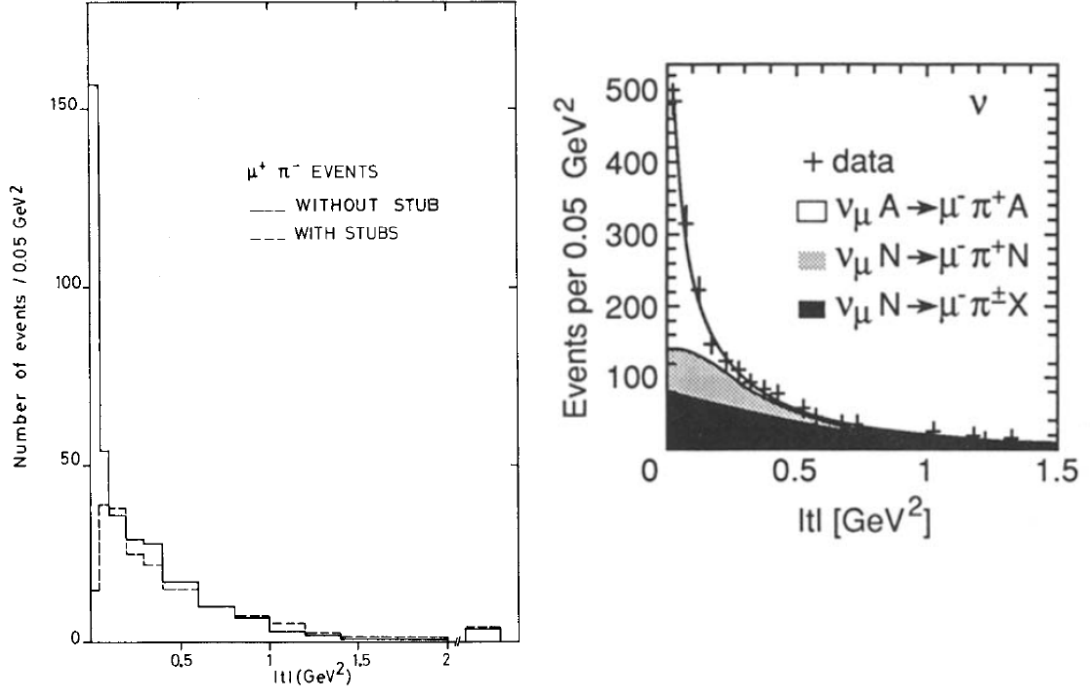 Number of events / 0.05 GeV²
150
100
50
0
μ⁺ π⁻ EVENTS
WITHOUT STUB
WITH STUBS
0.5
1
1.5
2
|t|(GeV²)
Events per 0.05 GeV²
500
400
300
200
100
0
ν
data
ν_μ A→μ⁻π⁺A
ν_μ N→μ⁻π⁺N
ν_μ N→μ⁻π^±X
0.5
1
1.5
|t| [GeV²]